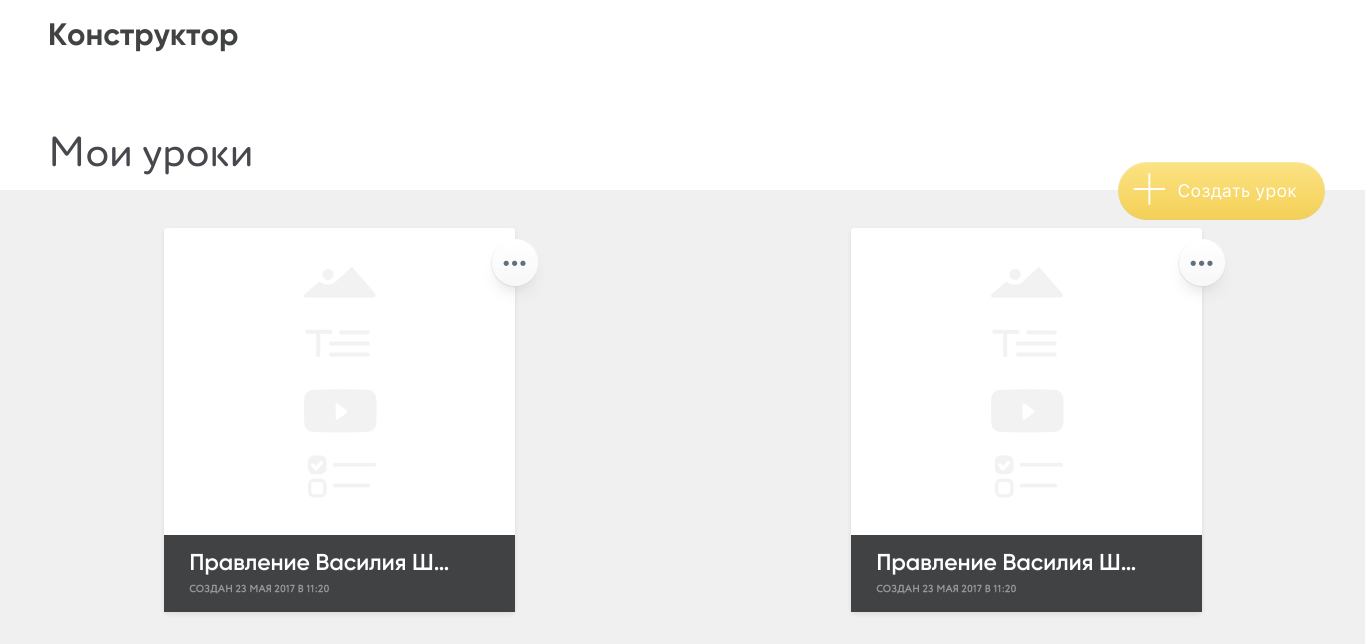 Конструктор
Мои уроки
Создать урок
Правление Василия Ш...
СОЗДАН 23 МАЯ 2017 В 11:20
Правление Василия Ш...
СОЗДАН 23 МАЯ 2017 В 11:20